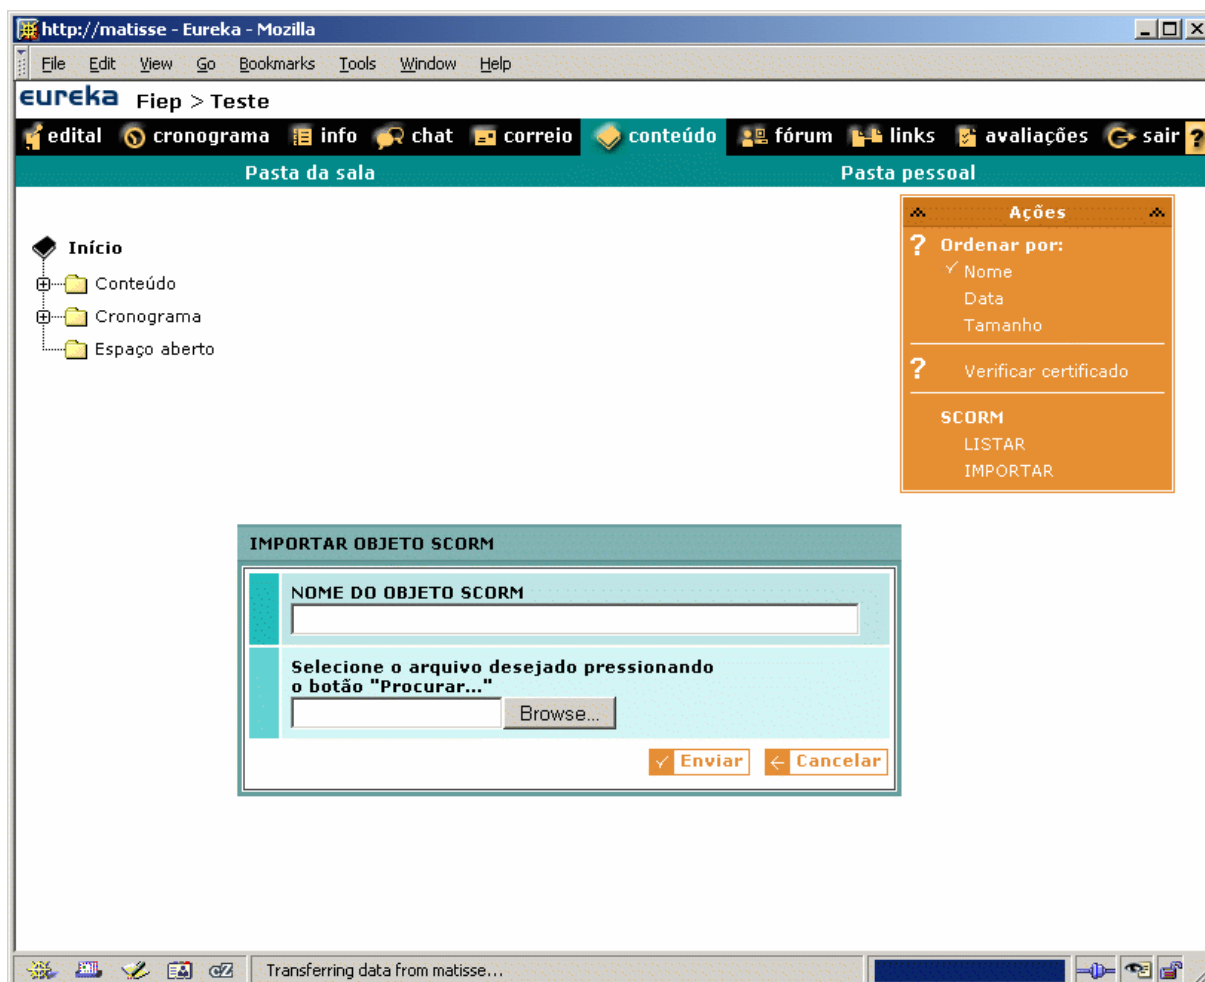 http://matisse - Eureka - Mozilla
File Edit View Go Bookmarks Tools Window Help
eureka Fiep > Teste
edital cronograma info chat correio conteúdo fórum links avaliações sair ?
Pasta da sala Pasta pessoal
Ações
Início
? Ordenar por:
Nome
Conteúdo
Data
Cronograma
Tamanho
Espaço aberto
? Verificar certificado
SCORM
LISTAR
IMPORTAR
IMPORTAR OBJETO SCORM
NOME DO OBJETO SCORM
Selecione o arquivo desejado pressionando
o botão "Procurar..."
Browse...
Enviar Cancelar
Transferring data from matisse...